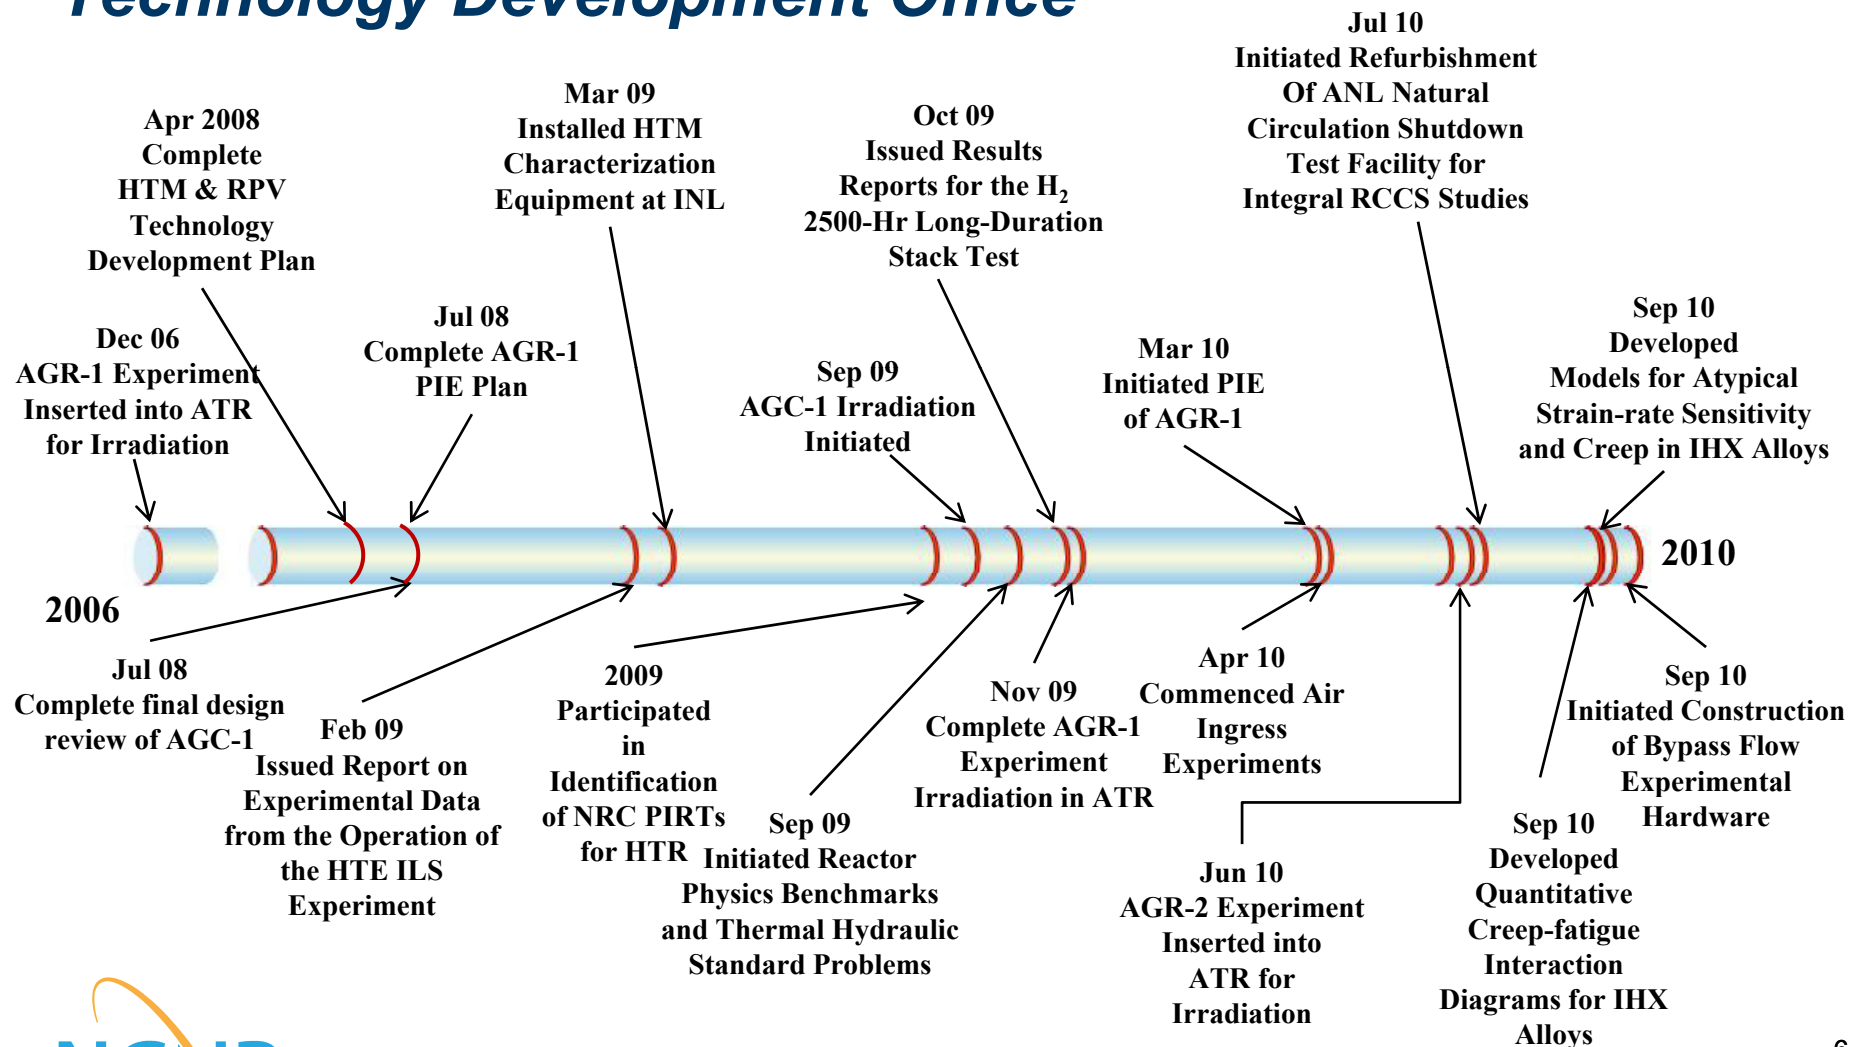 Technology Development Office
Apr 2008
Complete
HTM & RPV
Technology
Development Plan
Mar 09
Installed HTM
Characterization
Equipment at INL
Oct 09
Issued Results
Reports for the H₂
2500-Hr Long-Duration
Stack Test
Jul 10
Initiated Refurbishment
Of ANL Natural
Circulation Shutdown
Test Facility for
Integral RCCS Studies
Dec 06
AGR-1 Experiment
Inserted into ATR
for Irradiation
Jul 08
Complete AGR-1
PIE Plan
Sep 09
AGC-1 Irradiation
Initiated
Mar 10
Initiated PIE
of AGR-1
Sep 10
Developed
Models for Atypical
Strain-rate Sensitivity
and Creep in IHX Alloys
2006
2010
Jul 08
Complete final design
review of AGC-1
Feb 09
Issued Report on
Experimental Data
from the Operation of
the HTE ILS
Experiment
2009
Participated
in
Identification
of NRC PIRTs
for HTR
Sep 09
Initiated Reactor
Physics Benchmarks
and Thermal Hydraulic
Standard Problems
Nov 09
Complete AGR-1
Experiment
Irradiation in ATR
Apr 10
Commenced Air
Ingress
Experiments
Jun 10
AGR-2 Experiment
Inserted into
ATR for
Irradiation
Sep 10
Developed
Quantitative
Creep-fatigue
Interaction
Diagrams for IHX
Alloys
Sep 10
Initiated Construction
of Bypass Flow
Experimental
Hardware